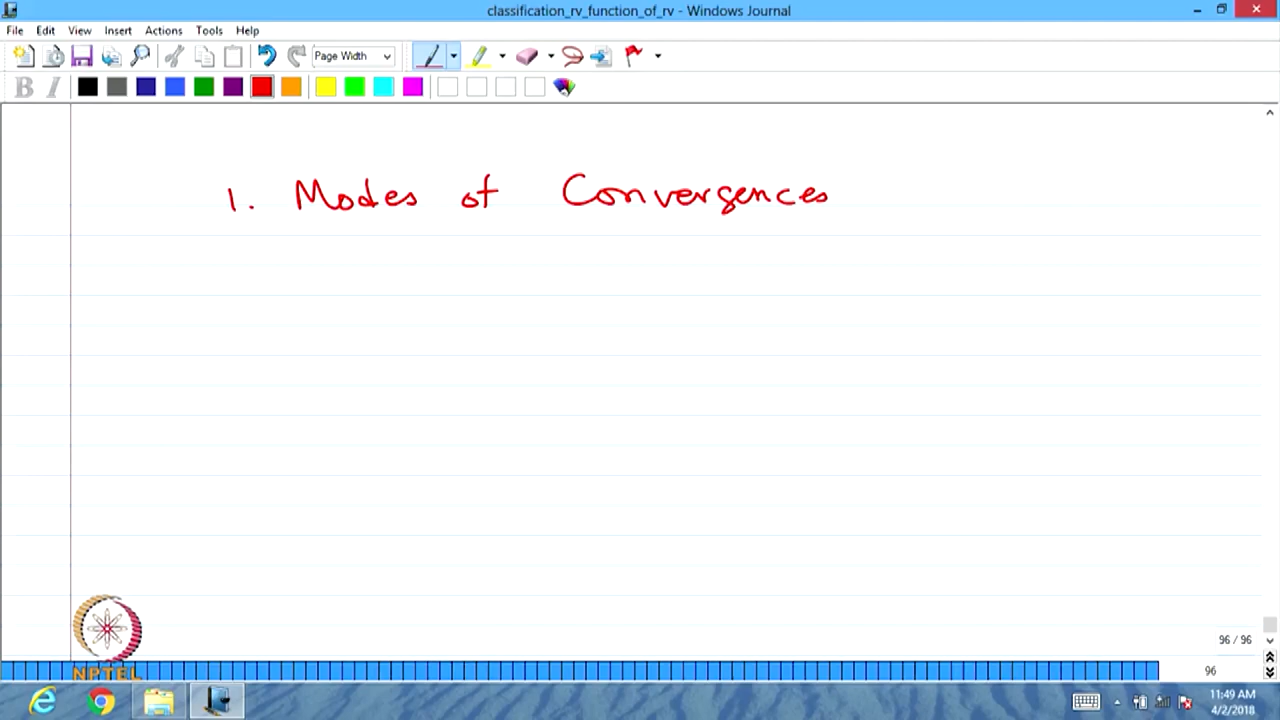 classification_rv_function_of_rv - Windows Journal
File Edit View Insert Actions Tools Help
Page Width
B I
1. Modes of Convergences
96 / 96
NPTEL
96
11:49 AM
4/2/2018